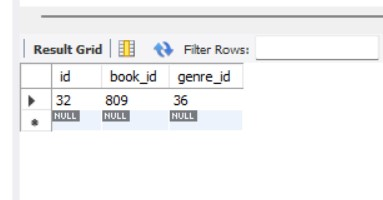 Result Grid Filter Rows:
id book_id genre_id
32 809 36
NULL NULL NULL